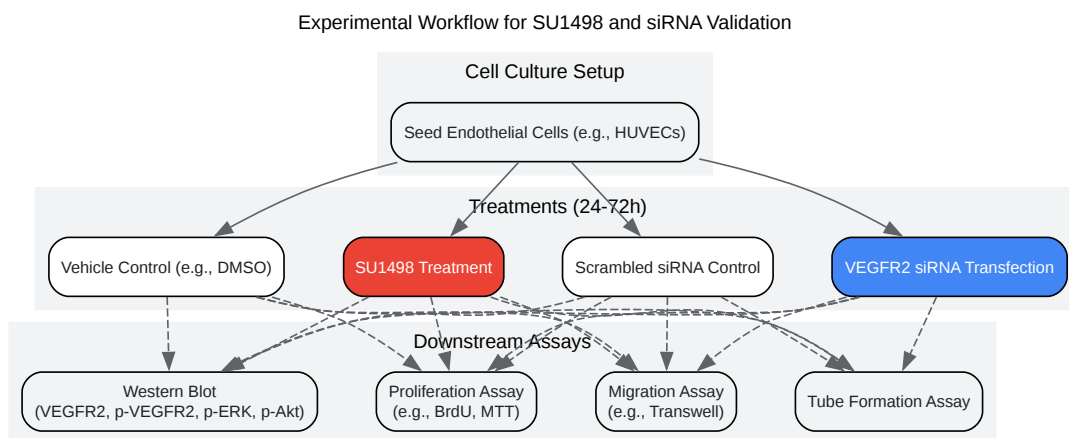 Experimental Workflow for SU1498 and siRNA Validation
Cell Culture Setup
Seed Endothelial Cells (e.g., HUVECs)
Treatments (24-72h)
Vehicle Control (e.g., DMSO)
SU1498 Treatment
Scrambled siRNA Control
VEGFR2 siRNA Transfection
Downstream Assays
Western Blot
(VEGFR2, p-VEGFR2, p-ERK, p-Akt)
Proliferation Assay
(e.g., BrdU, MTT)
Migration Assay
(e.g., Transwell)
Tube Formation Assay